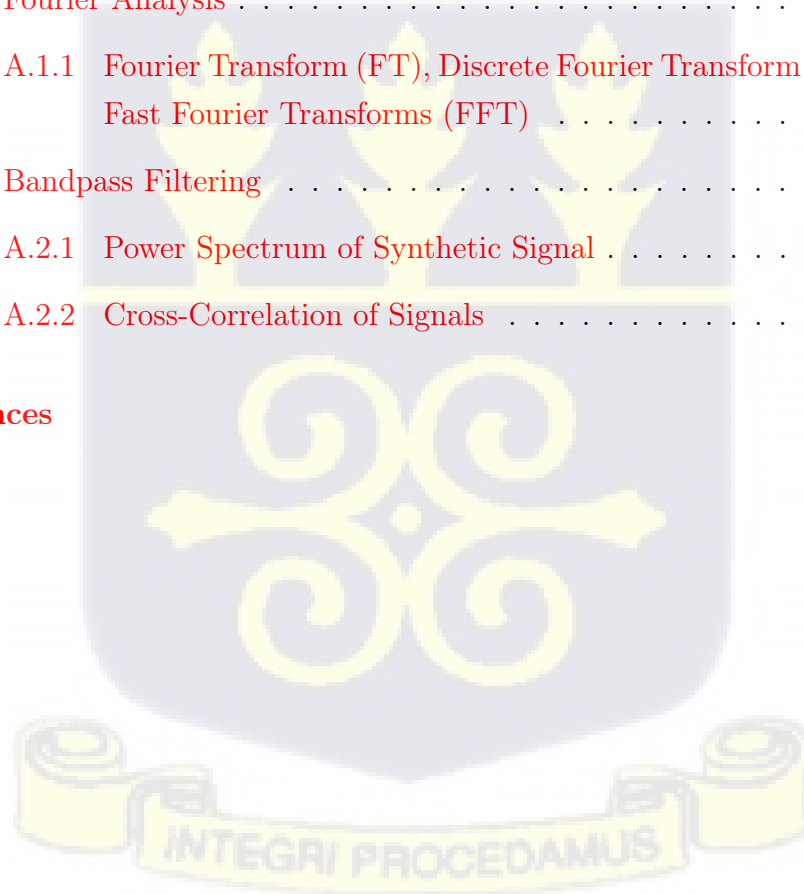 Fourier Analysis . . . . . . . . . . . . . . . . . . . . . . .
A.1.1 Fourier Transform (FT), Discrete Fourier Transform
Fast Fourier Transforms (FFT) . . . . . . . . . .
Bandpass Filtering . . . . . . . . . . . . . . . . . . . . .
A.2.1 Power Spectrum of Synthetic Signal . . . . . . . .
A.2.2 Cross-Correlation of Signals . . . . . . . . . . . .
nces
INTEGRI PROCEDAMUS